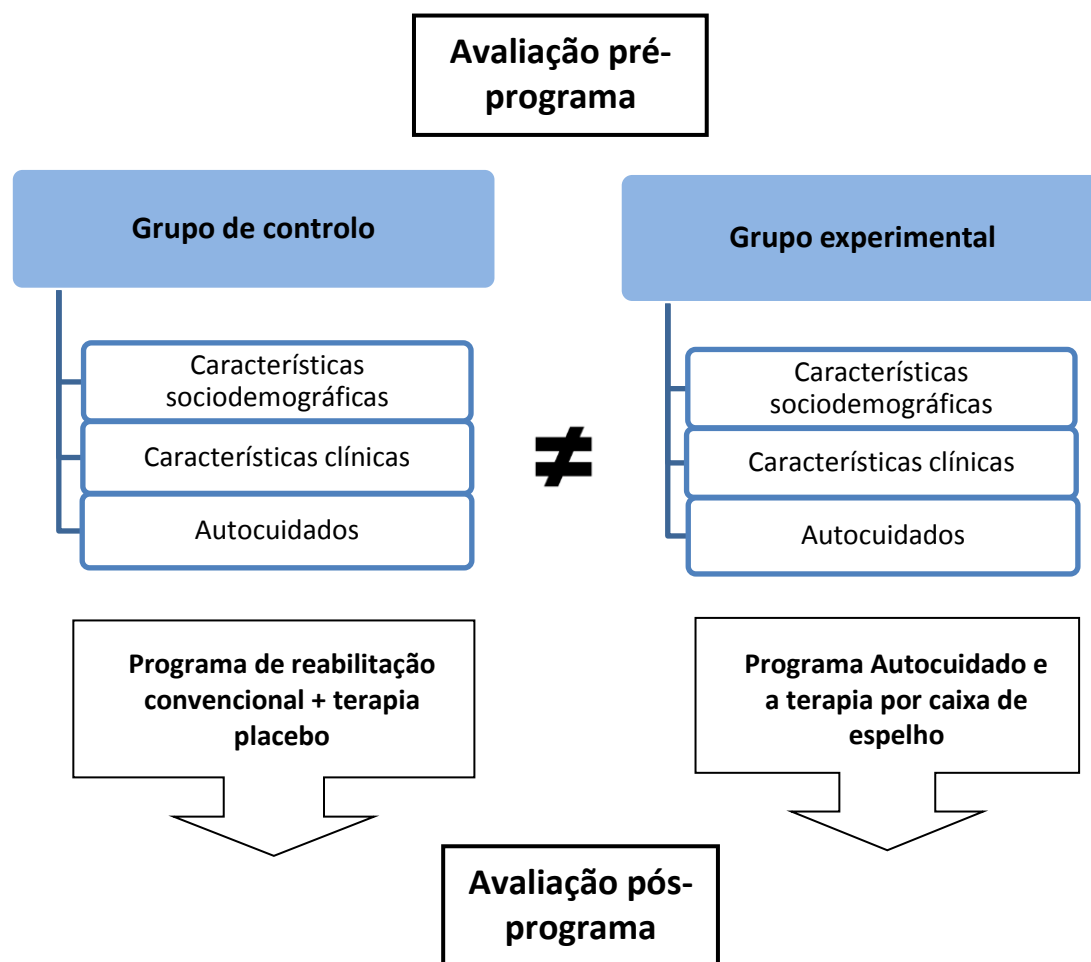 Avaliação pré-
programa
Grupo de controlo
Características
sociodemográficas
Características clínicas
Autocuidados
≠
Grupo experimental
Características
sociodemográficas
Características clínicas
Autocuidados
Programa de reabilitação
convencional + terapia
placebo
Programa Autocuidado e
a terapia por caixa de
espelho
Avaliação pós-
programa